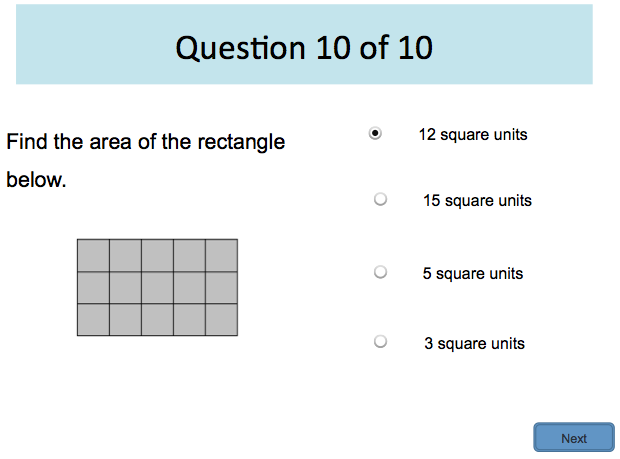 Question 10 of 10
Find the area of the rectangle
below.
12 square units
15 square units
5 square units
3 square units
Next